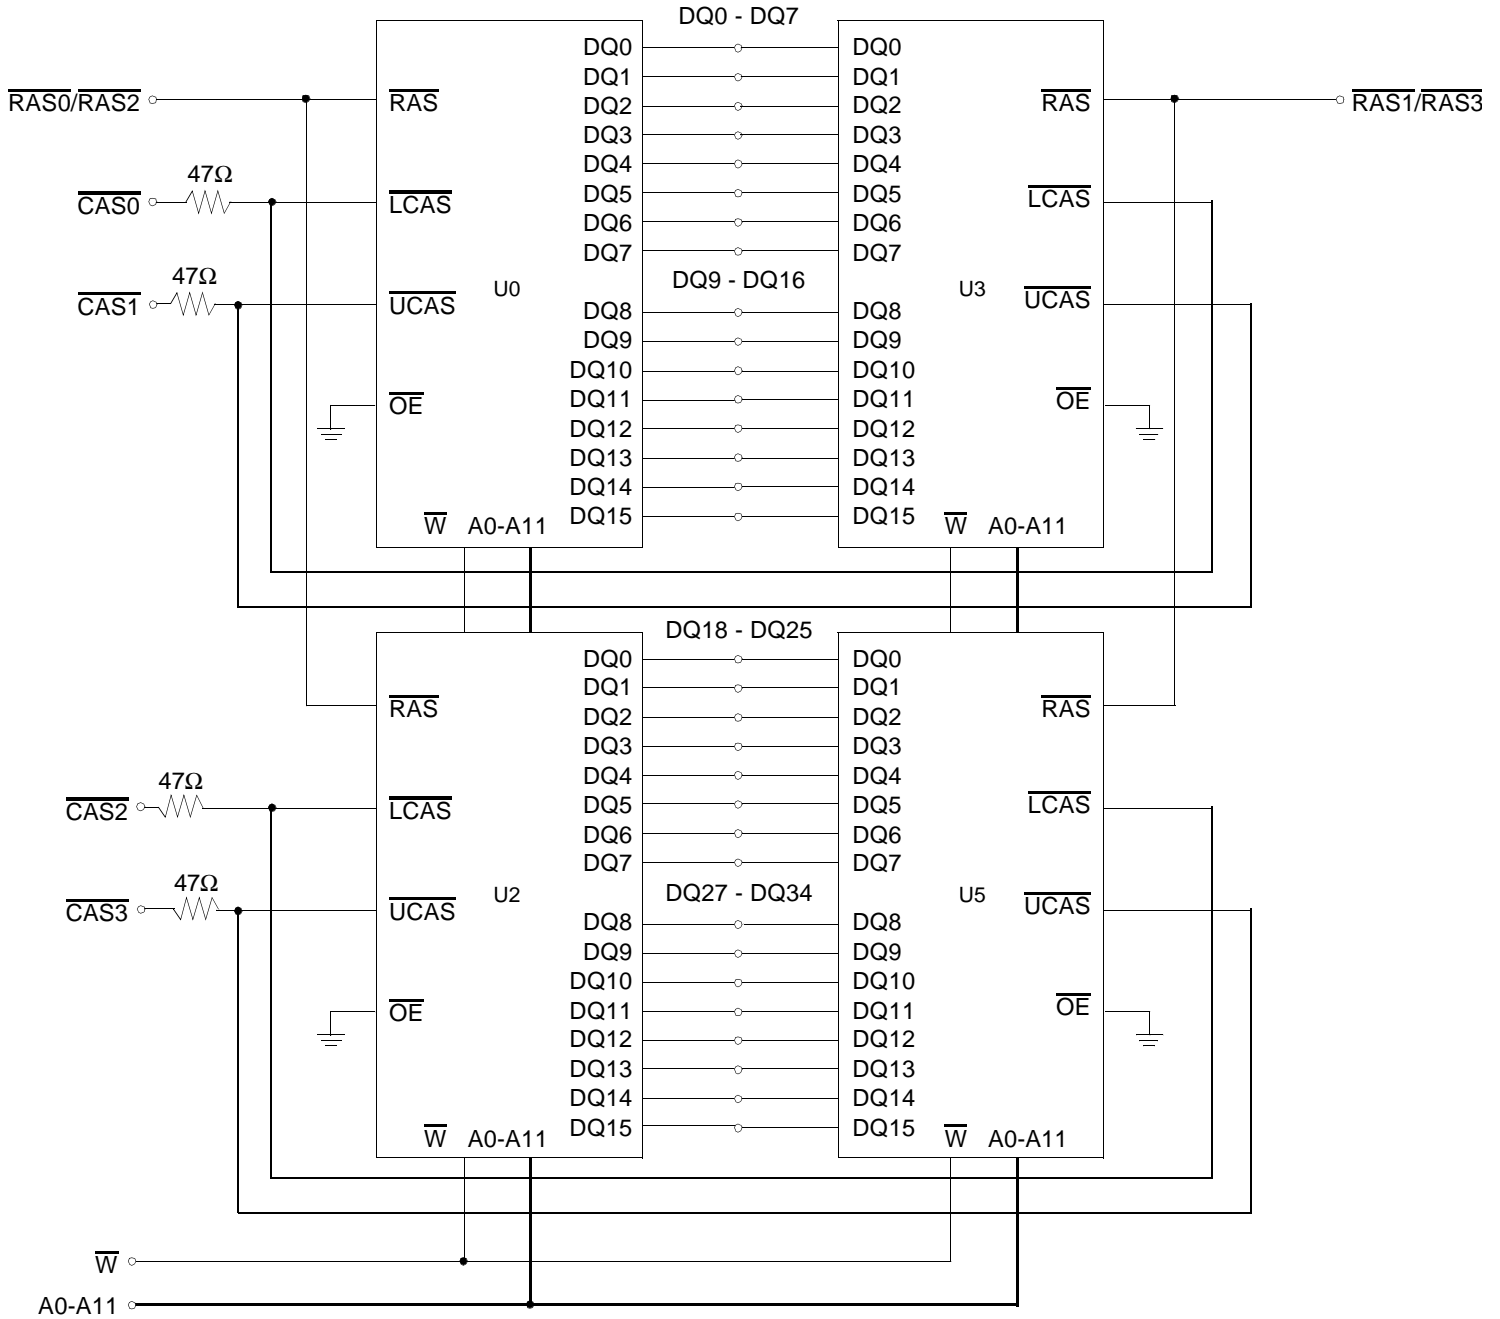 DQ0 - DQ7
RAS0/RAS2
47Ω
CAS0
47Ω
CAS1
RAS
LCAS
UCAS
OE
U0
W A0-A11
DQ0
DQ1
DQ2
DQ3
DQ4
DQ5
DQ6
DQ7
DQ8
DQ9
DQ10
DQ11
DQ12
DQ13
DQ14
DQ15
DQ9 - DQ16
DQ0
DQ1
DQ2
DQ3
DQ4
DQ5
DQ6
DQ7
DQ8
DQ9
DQ10
DQ11
DQ12
DQ13
DQ14
DQ15
U3
RAS
LCAS
UCAS
OE
W A0-A11
RAS1/RAS3
DQ18 - DQ25
47Ω
CAS2
47Ω
CAS3
RAS
LCAS
UCAS
OE
U2
W A0-A11
DQ0
DQ1
DQ2
DQ3
DQ4
DQ5
DQ6
DQ7
DQ8
DQ9
DQ10
DQ11
DQ12
DQ13
DQ14
DQ15
DQ27 - DQ34
DQ0
DQ1
DQ2
DQ3
DQ4
DQ5
DQ6
DQ7
DQ8
DQ9
DQ10
DQ11
DQ12
DQ13
DQ14
DQ15
U5
RAS
LCAS
UCAS
OE
W A0-A11
W
A0-A11